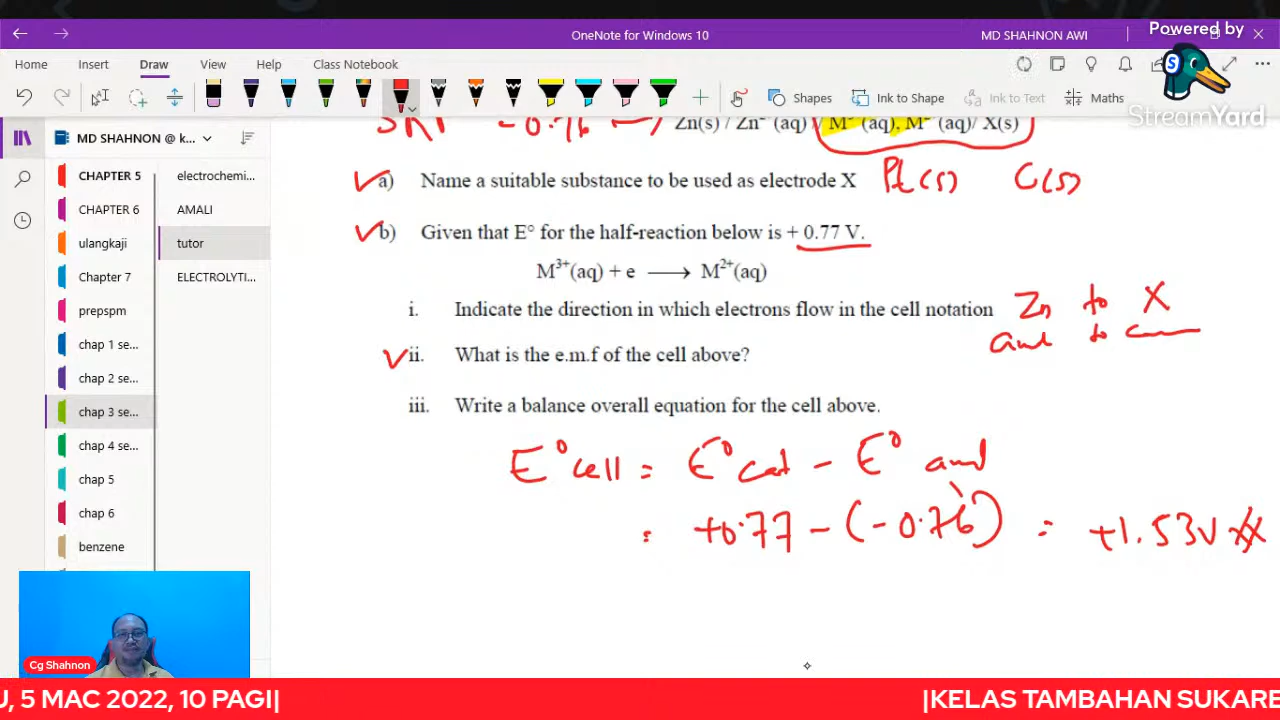 OneNote for Windows 10
MD SHAHNON AWI
Powered by
StreamYard
Home Insert Draw View Help Class Notebook
Shapes Ink to Shape Ink to Text Maths
MD SHAHNON @ k...
CHAPTER 5
CHAPTER 6
ulangkaji
Chapter 7
prepspm
chap 1 se...
chap 2 se...
chap 3 se...
chap 4 se...
chap 5
chap 6
benzene
electrochemi...
AMALI
tutor
ELECTROLYTI...
-0.76 → Zn(s) / Zn (aq) // M (aq), M (aq)/ X(s)
a) Name a suitable substance to be used as electrode X Pt (s) C(s)
b) Given that E° for the half-reaction below is + 0.77 V.
M³⁺(aq) + e ⟶ M²⁺(aq)
i. Indicate the direction in which electrons flow in the cell notation Zn to X
to
ii. What is the e.m.f of the cell above?
iii. Write a balance overall equation for the cell above.
E° cell = E° cat - E° and
= +0.77 - (-0.76) = +1.53V
Cg Shahnon
U, 5 MAC 2022, 10 PAGI| |KELAS TAMBAHAN SUKARE